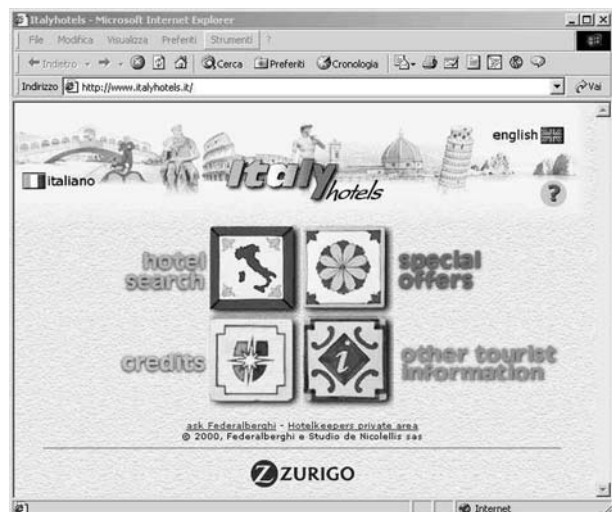 Italyhotels - Microsoft Internet Explorer
File Modifica Visualizza Preferiti Strumenti ?
Indietro Cerca Preferiti Cronologia
Indirizzo http://www.italyhotels.it/ Vai
english
italiano
Italy
hotels
?
hotel
search
special
offers
credits
i
other tourist
information
ask Federalberghi - Hotelkeepers private area
© 2000, Federalberghi e Studio de Nicolellis sas
Z ZURIGO
Internet